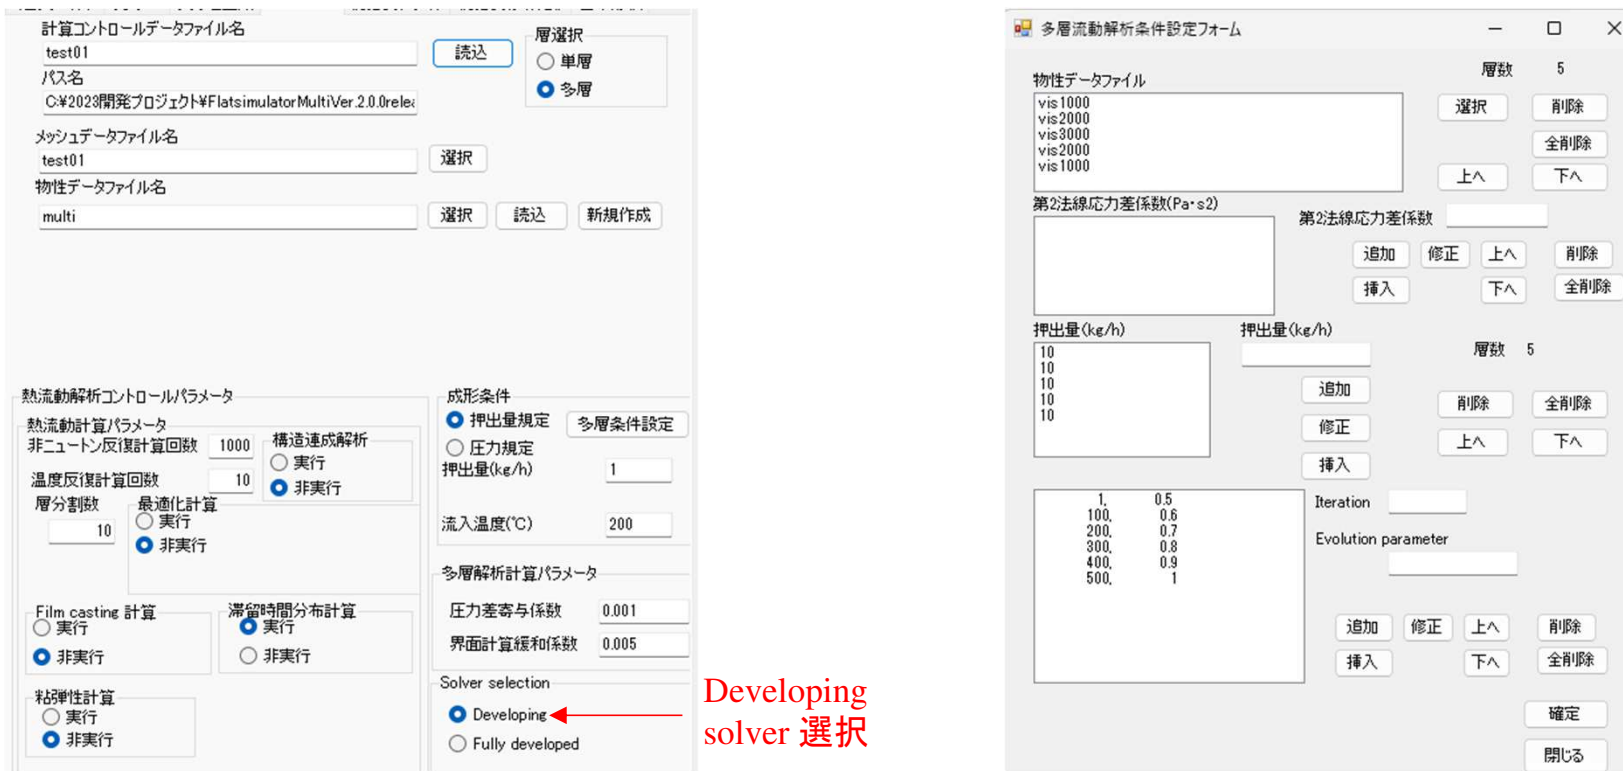 計算コントロールデータファイル名
test01
読込
層選択
単層
多層
パス名
C:¥2023開発プロジェクト¥FlatsimulatorMultiVer.2.0.0relea
メッシュデータファイル名
test01
選択
物性データファイル名
multi
選択
読込
新規作成
熱流動解析コントロールパラメータ
熱流動計算パラメータ
非ニュートン反復計算回数
1000
温度反復計算回数
10
構造連成解析
実行
非実行
層分割数
10
最適化計算
実行
非実行
Film casting 計算
実行
非実行
滞留時間分布計算
実行
非実行
粘弾性計算
実行
非実行
成形条件
押出量規定
多層条件設定
圧力規定
押出量(kg/h)
1
流入温度(℃)
200
多層解析計算パラメータ
圧力差寄与係数
0.001
界面計算緩和係数
0.005
Solver selection
Developing
Fully developed
Developing
solver 選択
多層流動解析条件設定フォーム
物性データファイル
層数 5
vis1000
vis2000
vis3000
vis2000
vis1000
選択
削除
全削除
上へ
下へ
第2法線応力差係数(Pa・s2)
第2法線応力差係数
追加
修正
上へ
削除
挿入
下へ
全削除
押出量(kg/h)
10
10
10
10
10
押出量(kg/h)
層数 5
追加
修正
挿入
削除
全削除
上へ
下へ
1, 0.5
100, 0.6
200, 0.7
300, 0.8
400, 0.9
500, 1
Iteration
Evolution parameter
追加
修正
上へ
削除
挿入
下へ
全削除
確定
閉じる